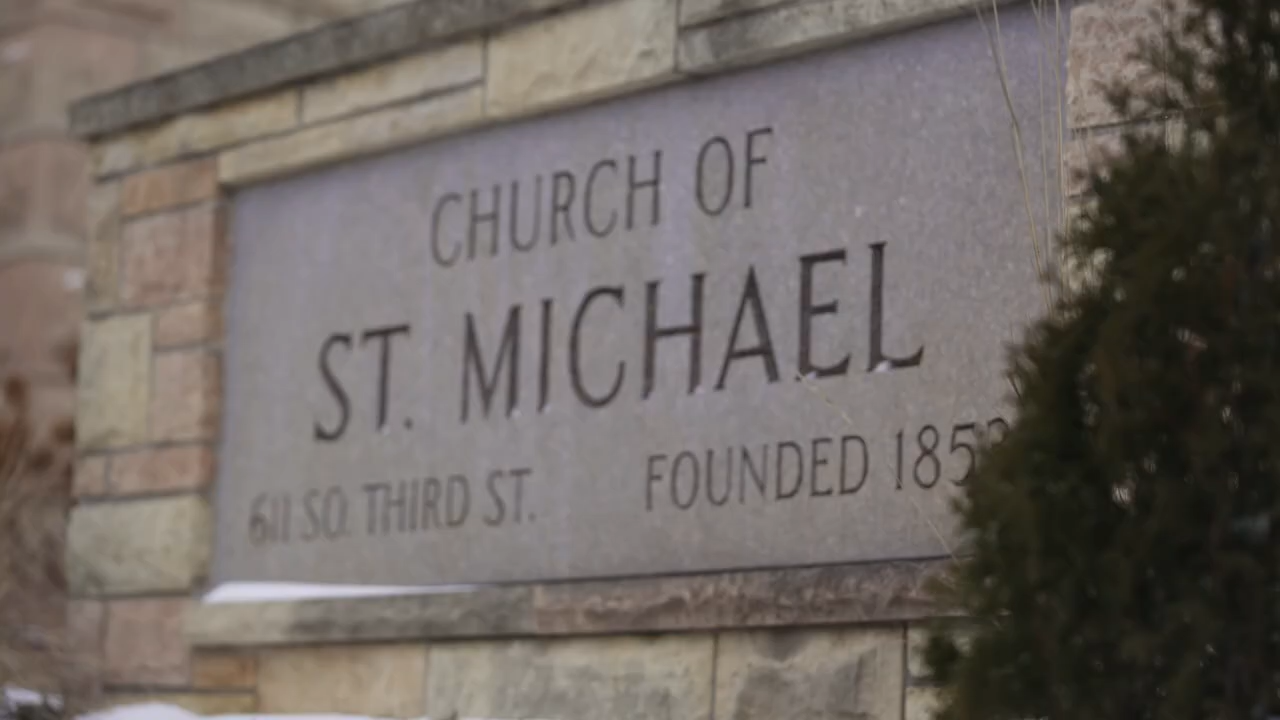 CHURCH OF
ST. MICHAEL
611 SO. THIRD ST. FOUNDED